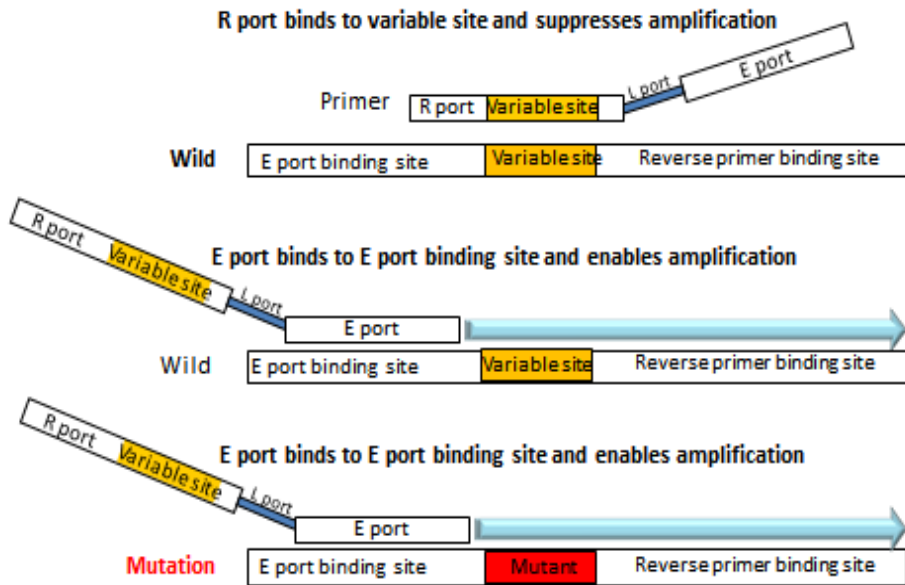 R port binds to variable site and suppresses amplification
Primer R port Variable site L port E port
Wild E port binding site Variable site Reverse primer binding site
R port Variable site L port
E port binds to E port binding site and enables amplification
E port
Wild E port binding site Variable site Reverse primer binding site
R port Variable site L port
E port binds to E port binding site and enables amplification
E port
Mutation E port binding site Mutant Reverse primer binding site